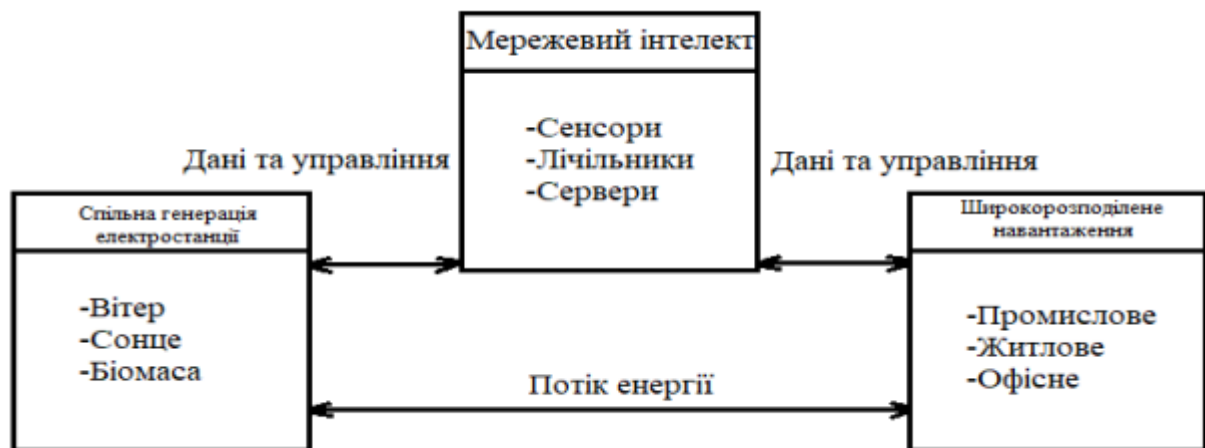 Мережевий інтелект
-Сенсори
-Лічільники
-Сервери
Дані та управління
Дані та управління
Спільна генерація
електростанції
-Вітер
-Сонце
-Біомаса
Широкорозподілене
навантаження
-Промислове
-Житлове
-Офісне
Потік енергії